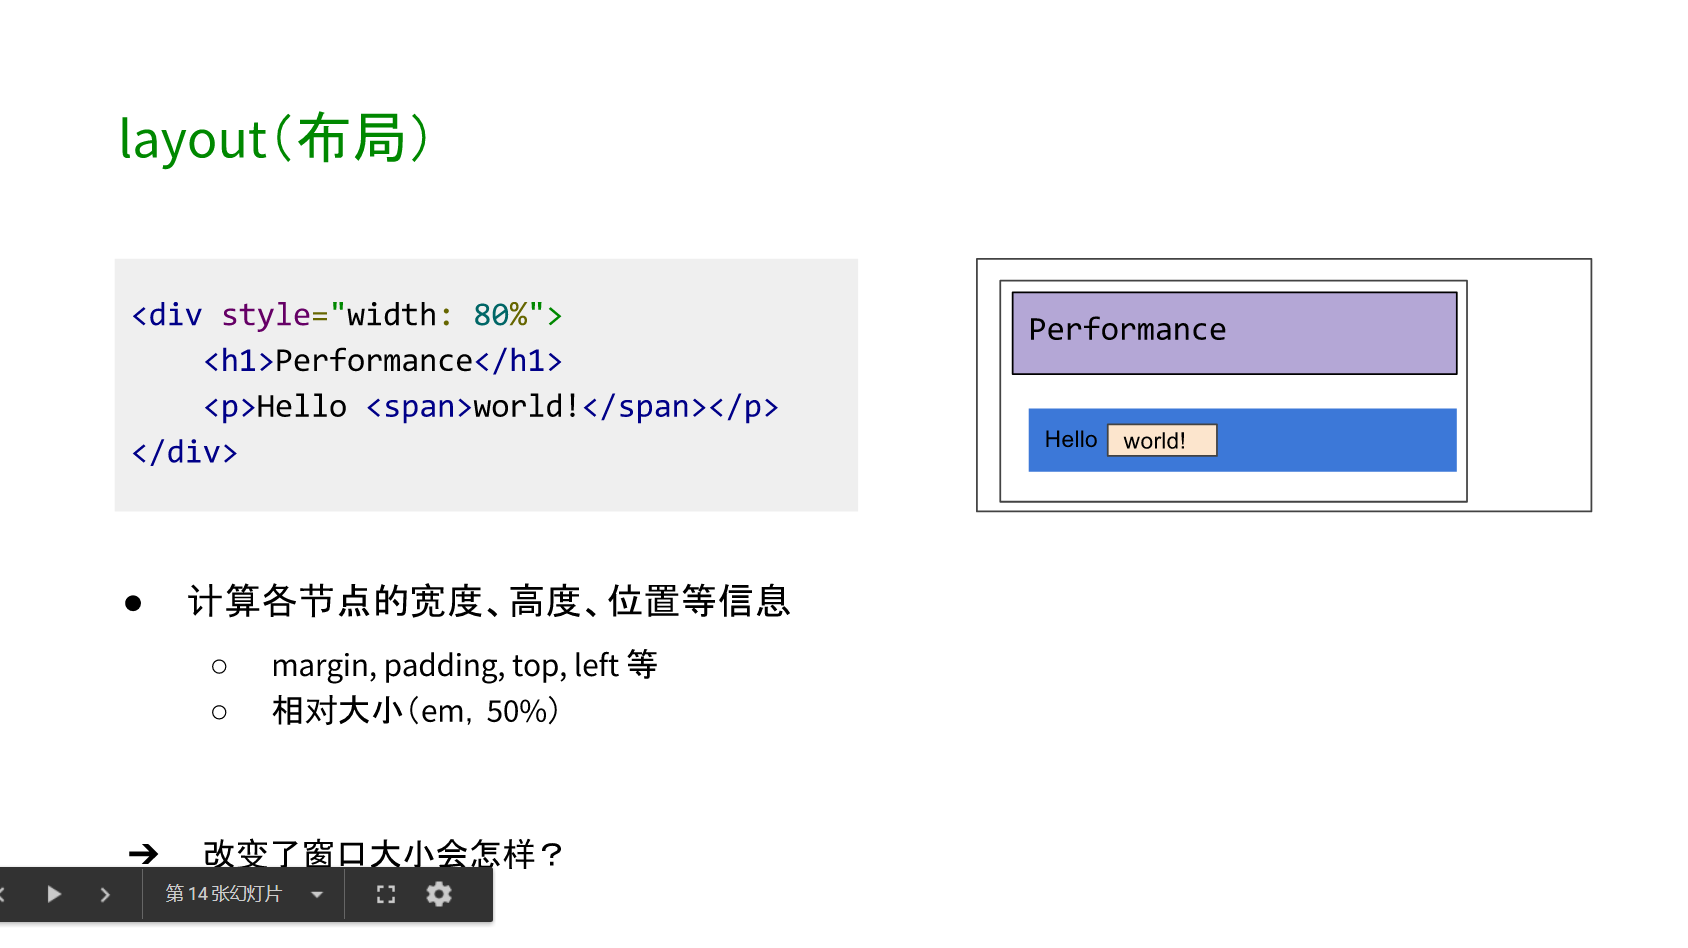 layout（布局）
<div style="width: 80%">
<h1>Performance</h1>
<p>Hello <span>world!</span></p>
</div>
Performance
Hello world!
● 计算各节点的宽度、高度、位置等信息
○ margin, padding, top, left 等
○ 相对大小（em，50%）
➔ 改变了窗口大小会怎样？
第 14 张幻灯片